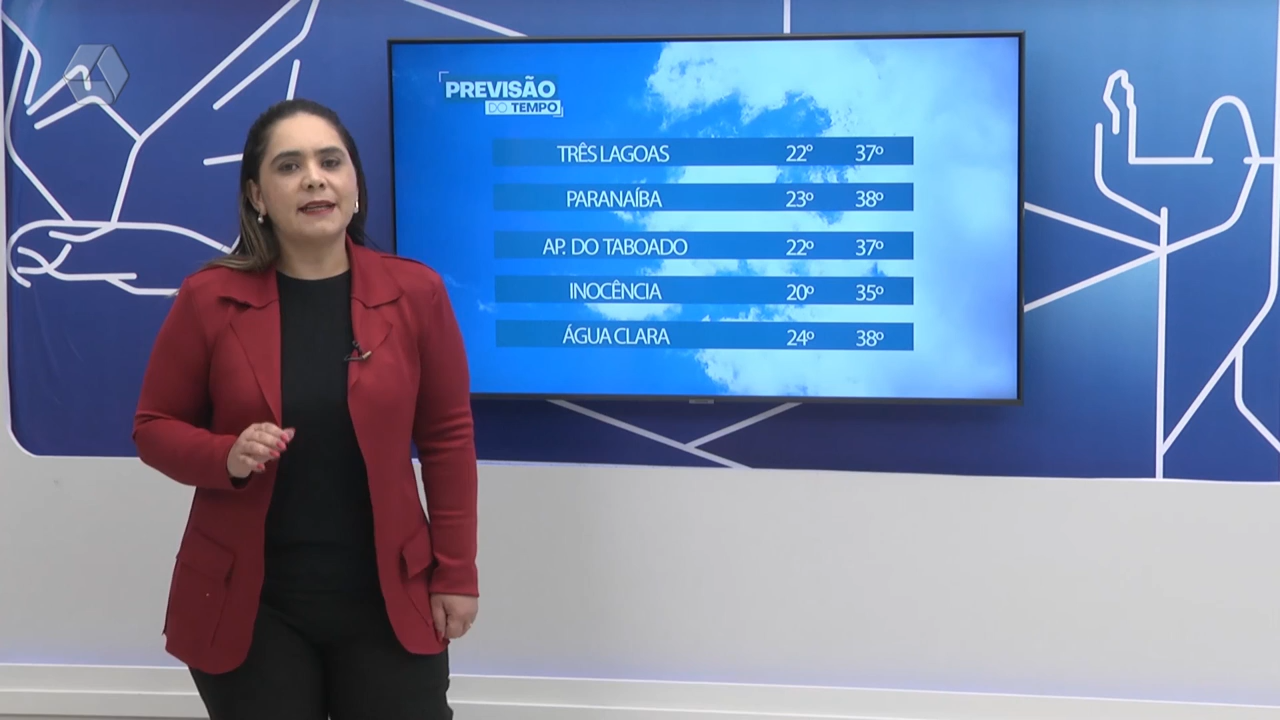 PREVISÃO
DO TEMPO
TRÊS LAGOAS 22º 37º
PARANAÍBA 23º 38º
AP. DO TABOADO 22º 37º
INOCÊNCIA 20º 35º
ÁGUA CLARA 24º 38º